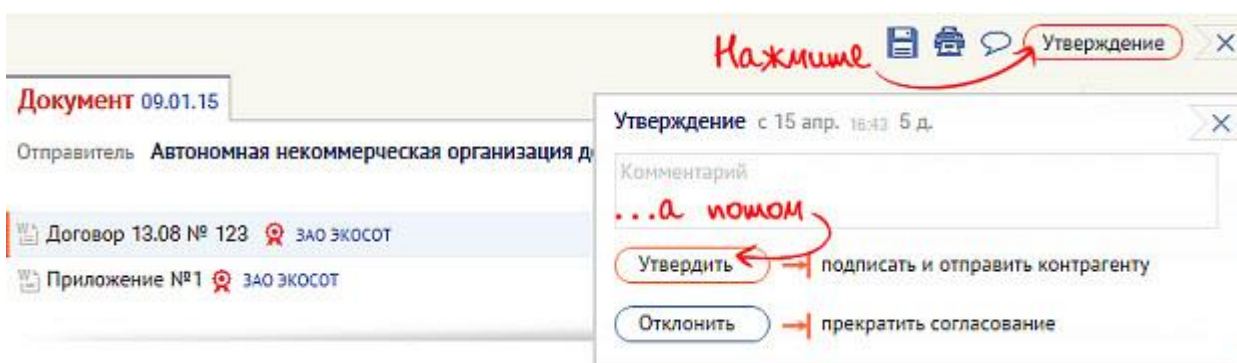 Нажмите
Утверждение
Документ 09.01.15
Отправитель Автономная некоммерческая организация д
Договор 13.08 № 123 ЗАО ЭКОСОТ
Приложение №1 ЗАО ЭКОСОТ
Утверждение с 15 апр. 16:43 5 д.
Комментарий
...а потом
Утвердить подписать и отправить контрагенту
Отклонить прекратить согласование